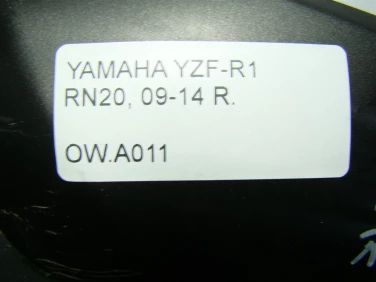 YAMAHA YZF-R1
RN20, 09-14 R.
OW.A011